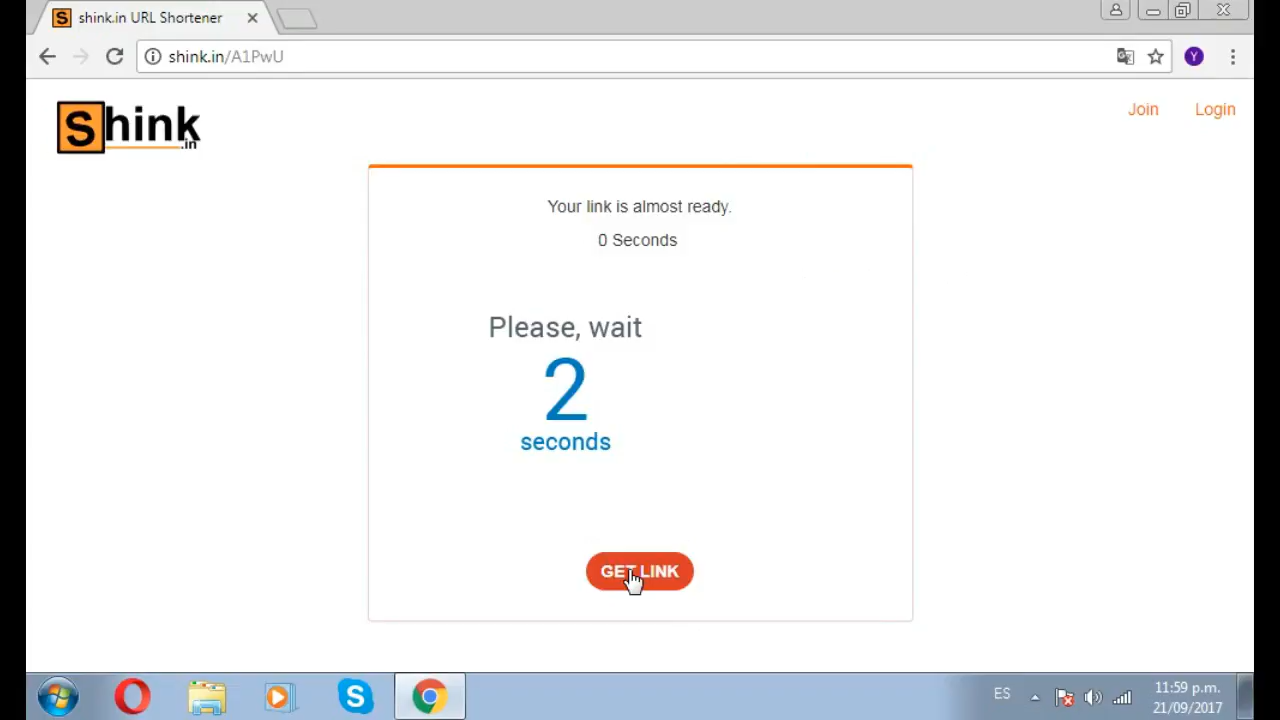 shink.in URL Shortener
shink.in/A1PwU
Y
Shink
.in
Join
Login
Your link is almost ready.
0 Seconds
Please, wait
2
seconds
GET LINK
ES
11:59 p.m.
21/09/2017